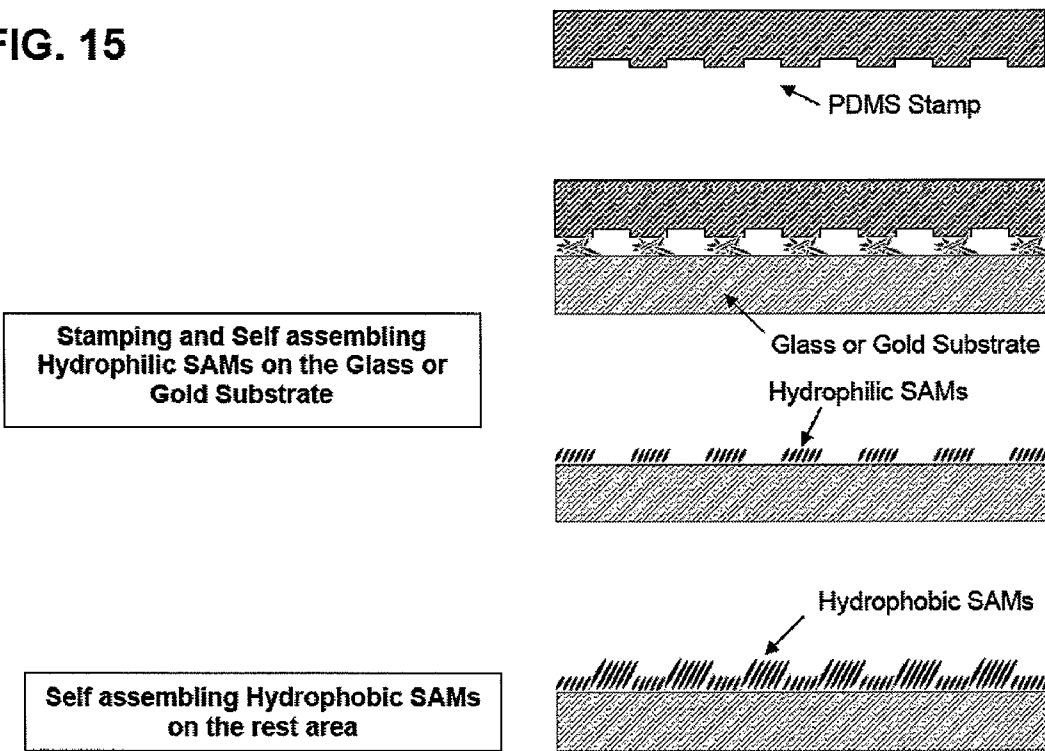 FIG. 15
PDMS Stamp
Stamping and Self assembling
Hydrophilic SAMs on the Glass or
Gold Substrate
Glass or Gold Substrate
Hydrophilic SAMs
Hydrophobic SAMs
Self assembling Hydrophobic SAMs
on the rest area